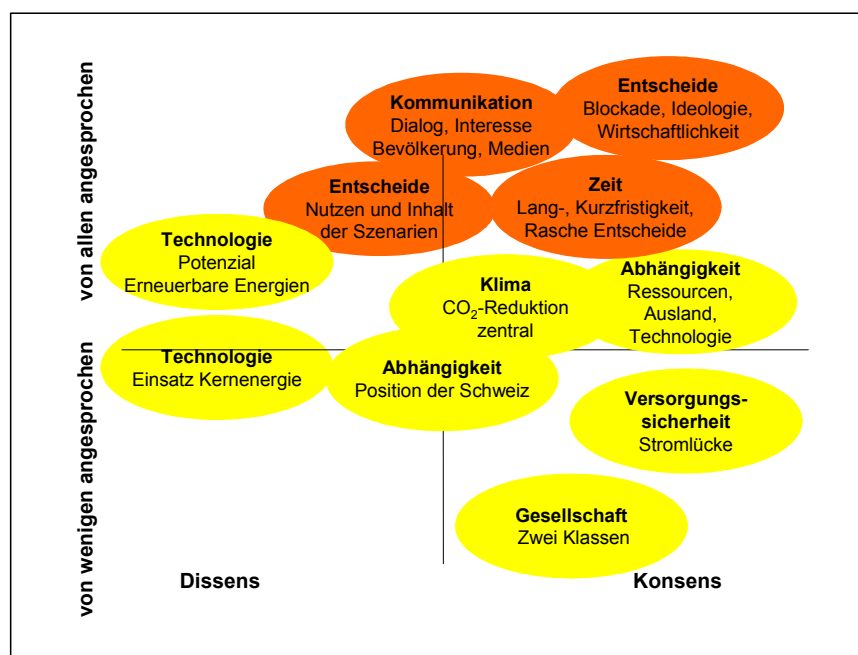 von allen angesprochen
Entscheide
Blockade, Ideologie,
Wirtschaftlichkeit
Kommunikation
Dialog, Interesse
Bevölkerung, Medien
Entscheide
Nutzen und Inhalt
der Szenarien
Zeit
Lang-, Kurzfristigkeit,
Rasche Entscheide
Technologie
Potenzial
Erneuerbare Energien
Klima
CO₂-Reduktion
zentral
Abhängigkeit
Ressourcen,
Ausland,
Technologie
von wenigen angesprochen
Technologie
Einsatz Kernenergie
Abhängigkeit
Position der Schweiz
Versorgungs-
sicherheit
Stromlücke
Gesellschaft
Zwei Klassen
Dissens
Konsens